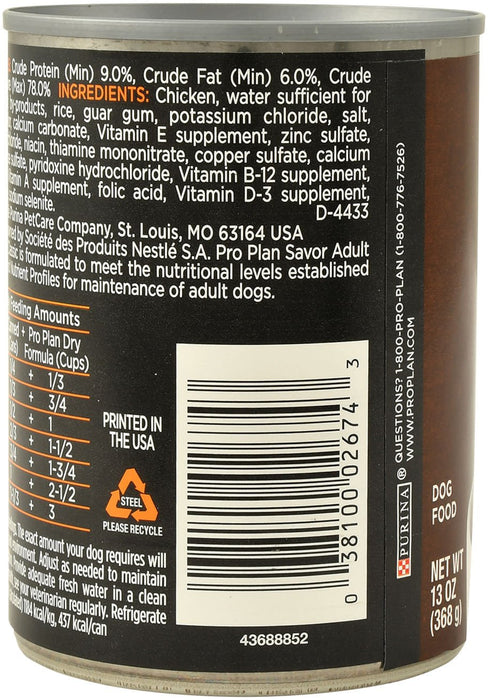 Crude Protein (Min) 9.0%, Crude Fat (Min) 6.0%, Crude
(Max) 78.0% INGREDIENTS: Chicken, water sufficient for
by-products, rice, guar gum, potassium chloride, salt,
calcium carbonate, Vitamin E supplement, zinc sulfate,
niacin, thiamine mononitrate, copper sulfate, calcium
sulfate, pyridoxine hydrochloride, Vitamin B-12 supplement,
A supplement, folic acid, Vitamin D-3 supplement,
selenite. D-4433
Purina PetCare Company, St. Louis, MO 63164 USA
by Société des Produits Nestlé S.A. Pro Plan Savor Adult
is formulated to meet the nutritional levels established
Nutrient Profiles for maintenance of adult dogs.
Feeding Amounts
+ Pro Plan Dry
Formula (Cups)
+ 1/3
+ 3/4
+ 1
+ 1-1/2
+ 1-3/4
+ 2-1/2
+ 3
PRINTED IN
THE USA
STEEL
PLEASE RECYCLE
The exact amount your dog requires will
Adjust as needed to maintain
Provide adequate fresh water in a clean
see your veterinarian regularly. Refrigerate
kcal/kg, 437 kcal/can
0 38100 02674 3
43688852
PURINA® QUESTIONS? 1-800-PRO-PLAN (1-800-776-7526)
WWW.PROPLAN.COM
DOG
FOOD
NET WT
13 OZ
(368 g)